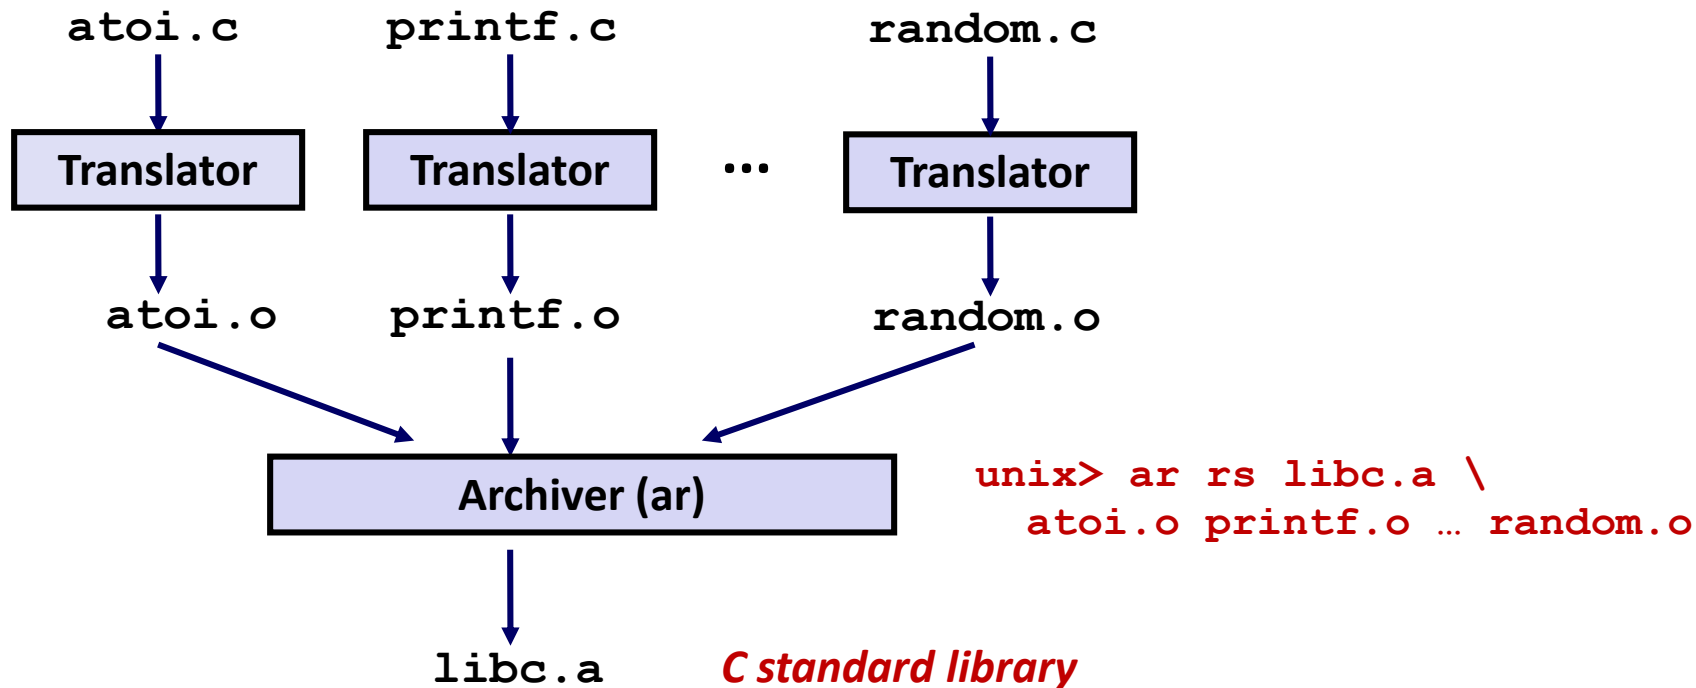 atoi.c printf.c random.c
Translator Translator ... Translator
atoi.o printf.o random.o
Archiver (ar)
unix> ar rs libc.a \
atoi.o printf.o … random.o
libc.a C standard library